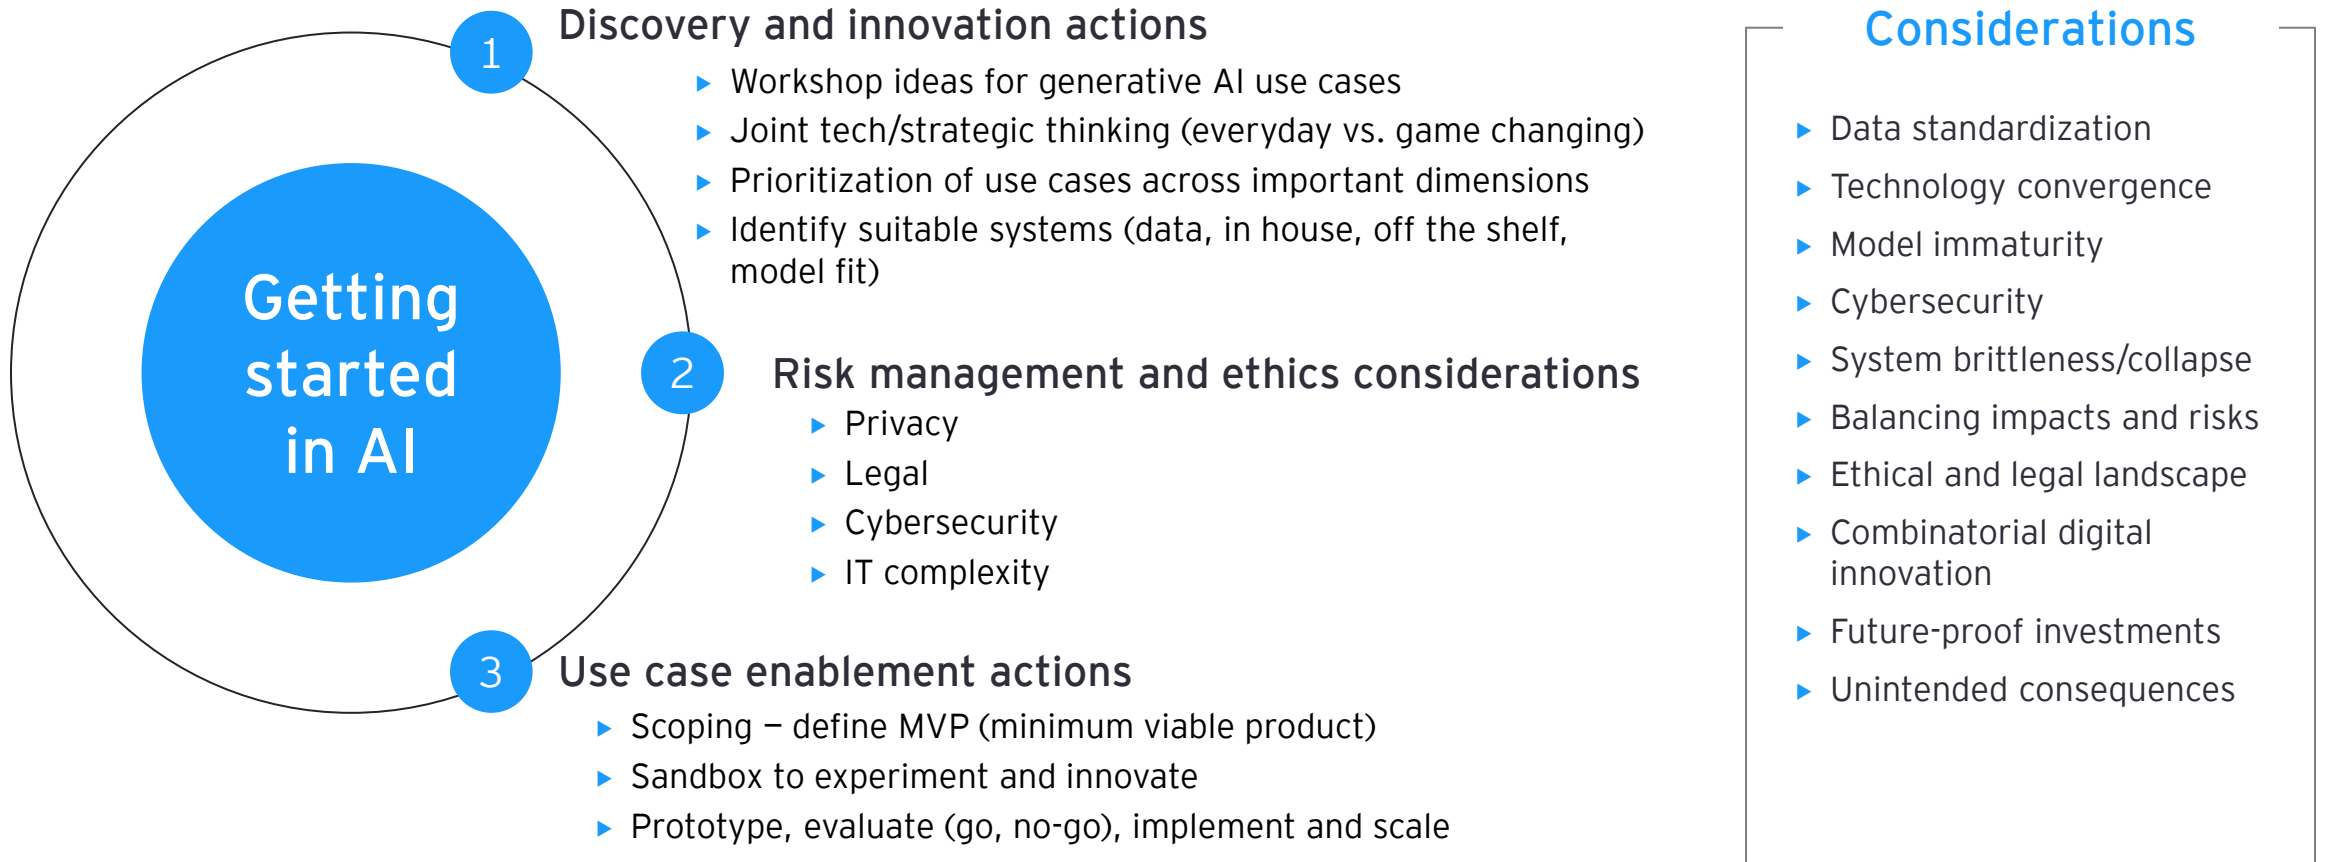 Getting
started
in AI
1
Discovery and innovation actions
Workshop ideas for generative AI use cases
Joint tech/strategic thinking (everyday vs. game changing)
Prioritization of use cases across important dimensions
Identify suitable systems (data, in house, off the shelf,
model fit)
2
Risk management and ethics considerations
Privacy
Legal
Cybersecurity
IT complexity
3
Use case enablement actions
Scoping – define MVP (minimum viable product)
Sandbox to experiment and innovate
Prototype, evaluate (go, no-go), implement and scale
Considerations
Data standardization
Technology convergence
Model immaturity
Cybersecurity
System brittleness/collapse
Balancing impacts and risks
Ethical and legal landscape
Combinatorial digital
innovation
Future-proof investments
Unintended consequences